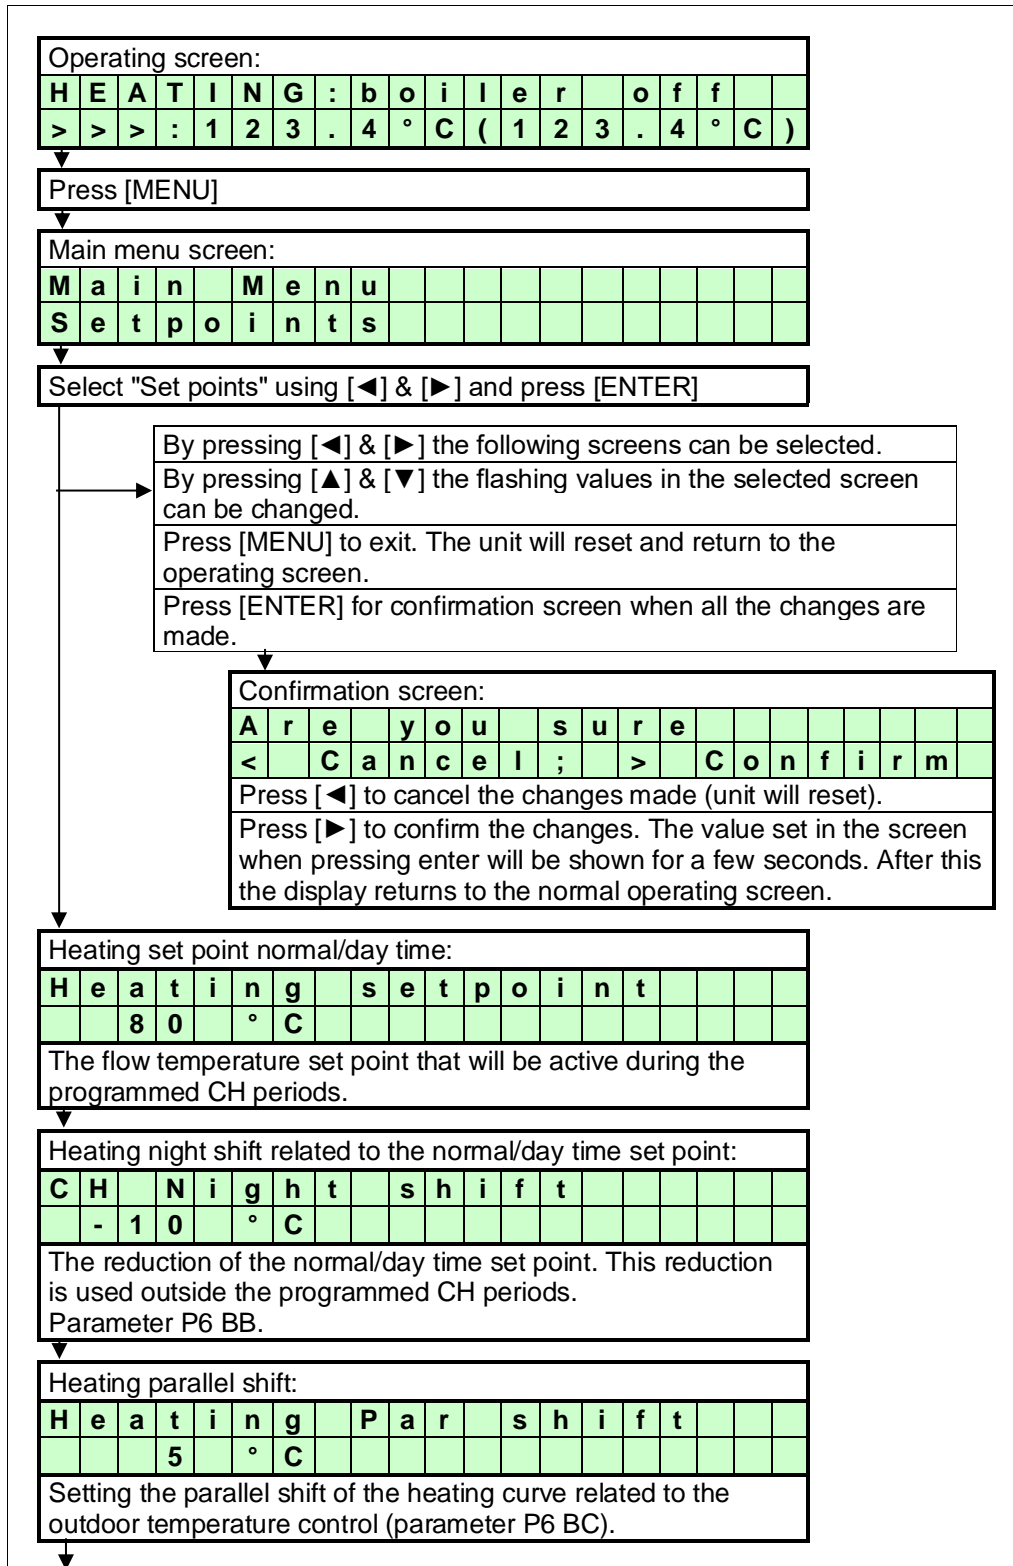 Operating screen:
HEATING:boiler off
>>>:123.4°C(123.4°C)
Press [MENU]
Main menu screen:
Main Menu
Setpoints
Select "Set points" using [◄] & [►] and press [ENTER]
By pressing [◄] & [►] the following screens can be selected.
By pressing [▲] & [▼] the flashing values in the selected screen
can be changed.
Press [MENU] to exit. The unit will reset and return to the
operating screen.
Press [ENTER] for confirmation screen when all the changes are
made.
Confirmation screen:
Are you sure
< Cancel; > Confirm
Press [◄] to cancel the changes made (unit will reset).
Press [►] to confirm the changes. The value set in the screen
when pressing enter will be shown for a few seconds. After this
the display returns to the normal operating screen.
Heating set point normal/day time:
Heating setpoint
80 °C
The flow temperature set point that will be active during the
programmed CH periods.
Heating night shift related to the normal/day time set point:
CH Night shift
-10 °C
The reduction of the normal/day time set point. This reduction
is used outside the programmed CH periods.
Parameter P6 BB.
Heating parallel shift:
Heating Par shift
5 °C
Setting the parallel shift of the heating curve related to the
outdoor temperature control (parameter P6 BC).